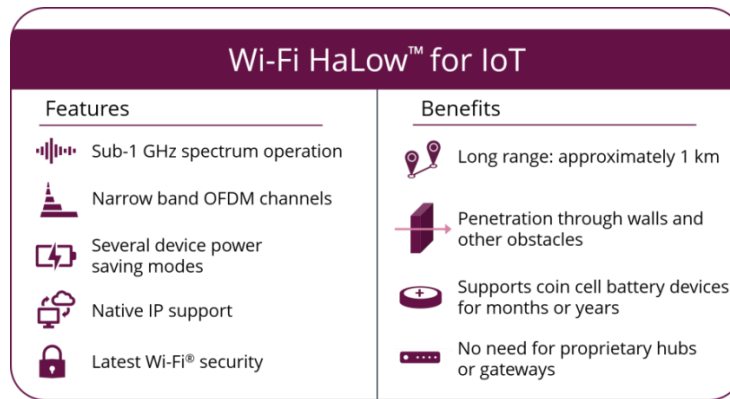 Wi-Fi HaLow™ for IoT
Features
Sub-1 GHz spectrum operation
Narrow band OFDM channels
Several device power
saving modes
Native IP support
Latest Wi-Fi® security
Benefits
Long range: approximately 1 km
Penetration through walls and
other obstacles
Supports coin cell battery devices
for months or years
No need for proprietary hubs
or gateways